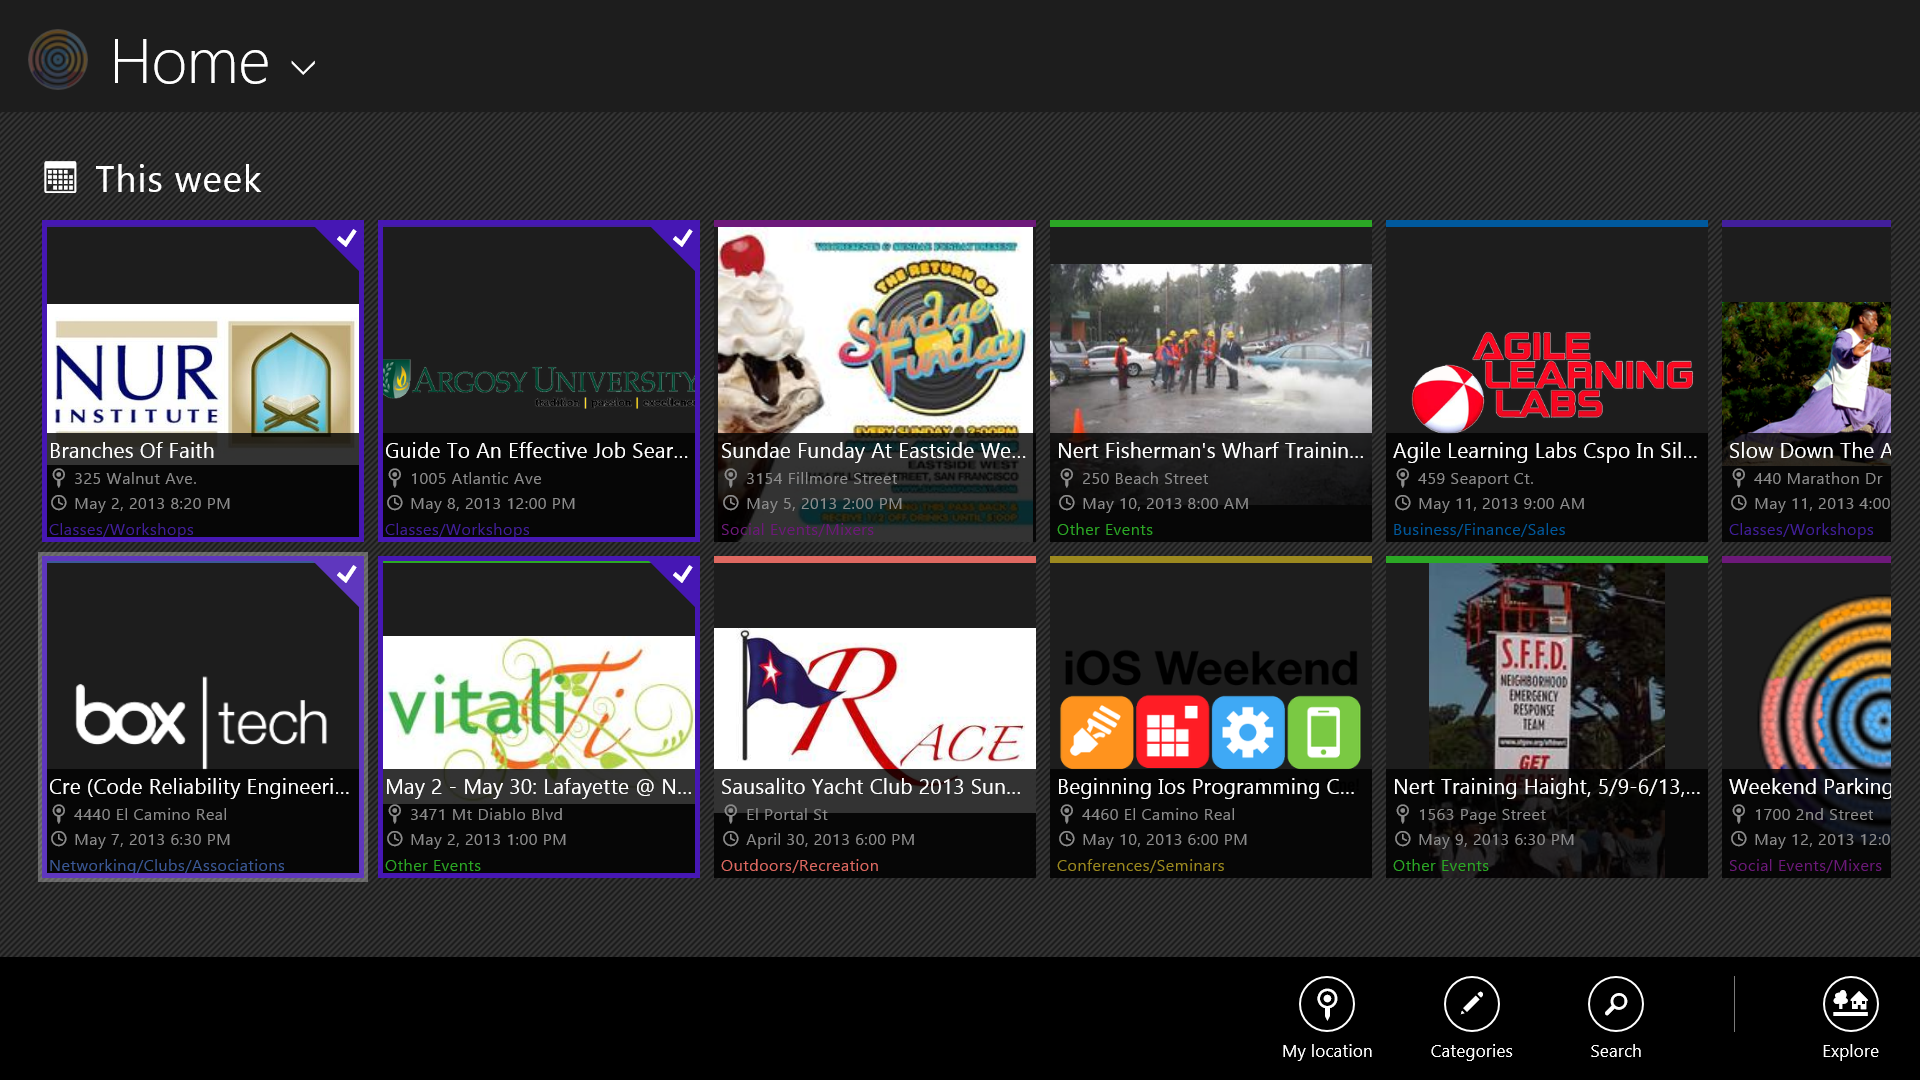 Home
This week
NUR
INSTITUTE
Branches Of Faith
325 Walnut Ave.
May 2, 2013 8:20 PM
Classes/Workshops
ARGOSY UNIVERSITY
tradition | passion | excellence
Guide To An Effective Job Sear...
1005 Atlantic Ave
May 8, 2013 12:00 PM
Classes/Workshops
THE RETURN OF
Sundae
Funday
EVERY SUNDAY @ 2:00PM
EASTSIDE WEST
Sundae Funday At Eastside We...
3154 Fillmore Street
May 5, 2013 2:00 PM
Social Events/Mixers
Nert Fisherman's Wharf Trainin...
250 Beach Street
May 10, 2013 8:00 AM
Other Events
AGILE
LEARNING
LABS
Agile Learning Labs Cspo In Sil...
459 Seaport Ct.
May 11, 2013 9:00 AM
Business/Finance/Sales
Slow Down The A
440 Marathon Dr
May 11, 2013 4:00
Classes/Workshops
box | tech
Cre (Code Reliability Engineeri...
4440 El Camino Real
May 7, 2013 6:30 PM
Networking/Clubs/Associations
vitaliTi
May 2 - May 30: Lafayette @ N...
3471 Mt Diablo Blvd
May 2, 2013 1:00 PM
Other Events
RACE
Sausalito Yacht Club 2013 Sun...
El Portal St
April 30, 2013 6:00 PM
Outdoors/Recreation
iOS Weekend
Beginning Ios Programming C...
4460 El Camino Real
May 10, 2013 6:00 PM
Conferences/Seminars
S.F.F.D.
NEIGHBORHOOD
EMERGENCY
RESPONSE
TEAM
GET
Nert Training Haight, 5/9-6/13,...
1563 Page Street
May 9, 2013 6:30 PM
Other Events
Weekend Parking
1700 2nd Street
May 12, 2013 12:0
Social Events/Mixers
My location
Categories
Search
Explore